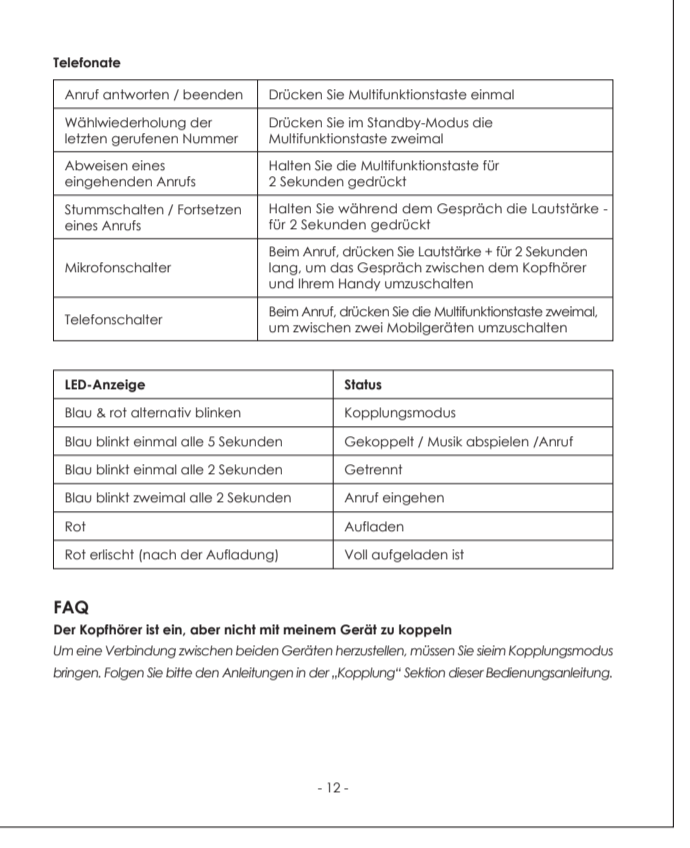 Telefonate
Anruf antworten / beenden
Drücken Sie Multifunktionstaste einmal
Wählwiederholung der
letzten gerufenen Nummer
Drücken Sie im Standby-Modus die
Multifunktionstaste zweimal
Abweisen eines
eingehenden Anrufs
Halten Sie die Multifunktionstaste für
2 Sekunden gedrückt
Stummschalten / Fortsetzen
eines Anrufs
Halten Sie während dem Gespräch die Lautstärke -
für 2 Sekunden gedrückt
Mikrofonschalter
Beim Anruf, drücken Sie Lautstärke + für 2 Sekunden
lang, um das Gespräch zwischen dem Kopfhörer
und Ihrem Handy umzuschalten
Telefonschalter
Beim Anruf, drücken Sie die Multifunktionstaste zweimal,
um zwischen zwei Mobilgeräten umzuschalten
LED-Anzeige
Status
Blau & rot alternativ blinken
Kopplungsmodus
Blau blinkt einmal alle 5 Sekunden
Gekoppelt / Musik abspielen /Anruf
Blau blinkt einmal alle 2 Sekunden
Getrennt
Blau blinkt zweimal alle 2 Sekunden
Anruf eingehen
Rot
Aufladen
Rot erlischt (nach der Aufladung)
Voll aufgeladen ist
FAQ
Der Kopfhörer ist ein, aber nicht mit meinem Gerät zu koppeln
Um eine Verbindung zwischen beiden Geräten herzustellen, müssen Sie sieim Kopplungsmodus
bringen. Folgen Sie bitte den Anleitungen in der „Kopplung“ Sektion dieser Bedienungsanleitung.
- 12 -